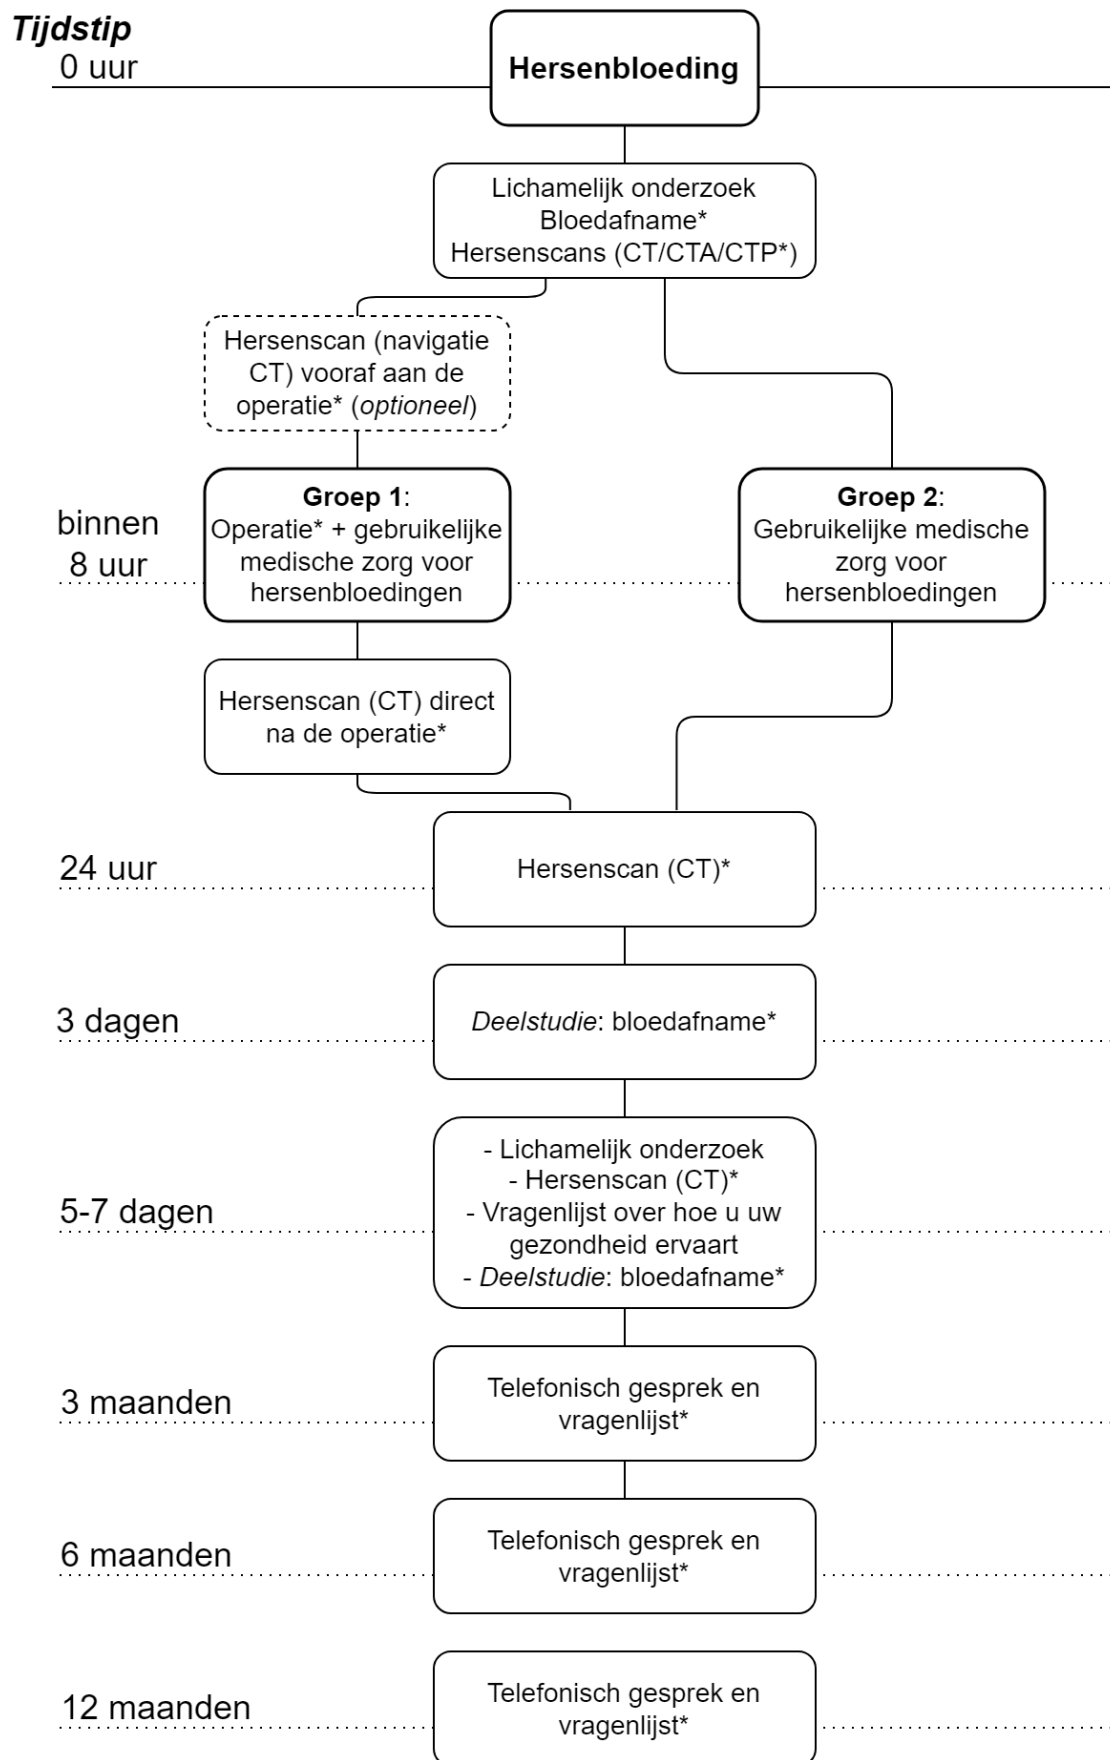 Tijdstip
0 uur
Hersenbloeding
Lichamelijk onderzoek
Bloedafname*
Hersenscans (CT/CTA/CTP*)
Hersenscan (navigatie
CT) vooraf aan de
operatie* (optioneel)
binnen
8 uur
Groep 1:
Operatie* + gebruikelijke
medische zorg voor
hersenbloedingen
Groep 2:
Gebruikelijke medische
zorg voor
hersenbloedingen
Hersenscan (CT) direct
na de operatie*
24 uur
Hersenscan (CT)*
3 dagen
Deelstudie: bloedafname*
5-7 dagen
- Lichamelijk onderzoek
- Hersenscan (CT)*
- Vragenlijst over hoe u uw
gezondheid ervaart
- Deelstudie: bloedafname*
3 maanden
Telefonisch gesprek en
vragenlijst*
6 maanden
Telefonisch gesprek en
vragenlijst*
12 maanden
Telefonisch gesprek en
vragenlijst*